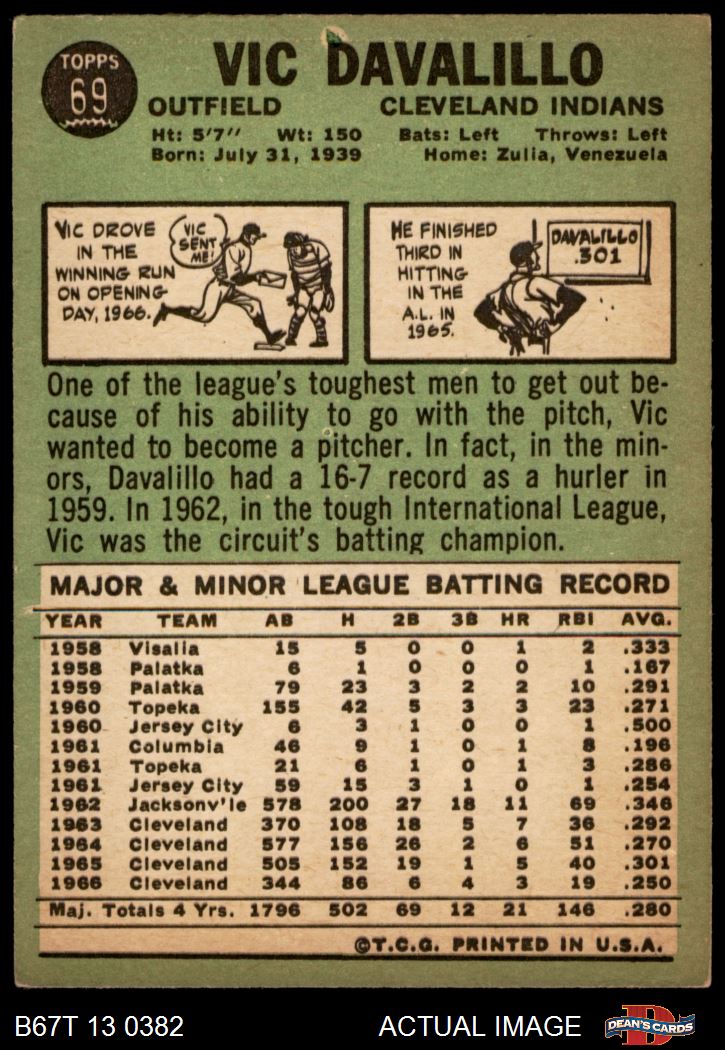 TOPPS
69
VIC DAVALILLO
OUTFIELD CLEVELAND INDIANS
Ht: 5'7" Wt: 150 Bats: Left Throws: Left
Born: July 31, 1939 Home: Zulia, Venezuela
VIC DROVE
IN THE
WINNING RUN
ON OPENING
DAY, 1966.
VIC
SENT
ME!
HE FINISHED
THIRD IN
HITTING
IN THE
A.L. IN
1965.
DAVALILLO
.301
One of the league's toughest men to get out be-
cause of his ability to go with the pitch, Vic
wanted to become a pitcher. In fact, in the min-
ors, Davalillo had a 16-7 record as a hurler in
1959. In 1962, in the tough International League,
Vic was the circuit's batting champion.
MAJOR & MINOR LEAGUE BATTING RECORD
YEAR TEAM AB H 2B 3B HR RBI AVG.
1958 Visalia 15 5 0 0 1 2 .333
1958 Palatka 6 1 0 0 0 1 .167
1959 Palatka 79 23 3 2 2 10 .291
1960 Topeka 155 42 5 3 3 23 .271
1960 Jersey City 6 3 1 0 0 1 .500
1961 Columbia 46 9 1 0 1 8 .196
1961 Topeka 21 6 1 0 1 3 .286
1961 Jersey City 59 15 3 1 0 1 .254
1962 Jacksonv'le 578 200 27 18 11 69 .346
1963 Cleveland 370 108 18 5 7 36 .292
1964 Cleveland 577 156 26 2 6 51 .270
1965 Cleveland 505 152 19 1 5 40 .301
1966 Cleveland 344 86 6 4 3 19 .250
Maj. Totals 4 Yrs. 1796 502 69 12 21 146 .280
©T.C.G. PRINTED IN U.S.A.
B67T 13 0382 ACTUAL IMAGE DEAN'S CARDS